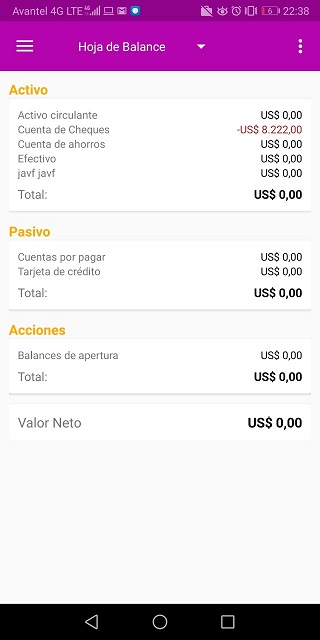 Avantel 4G LTE 22:38
Hoja de Balance
Activo
Activo circulante US$ 0,00
Cuenta de Cheques -US$ 8.222,00
Cuenta de ahorros US$ 0,00
Efectivo US$ 0,00
javf javf US$ 0,00
Total: US$ 0,00
Pasivo
Cuentas por pagar US$ 0,00
Tarjeta de crédito US$ 0,00
Total: US$ 0,00
Acciones
Balances de apertura US$ 0,00
Total: US$ 0,00
Valor Neto US$ 0,00